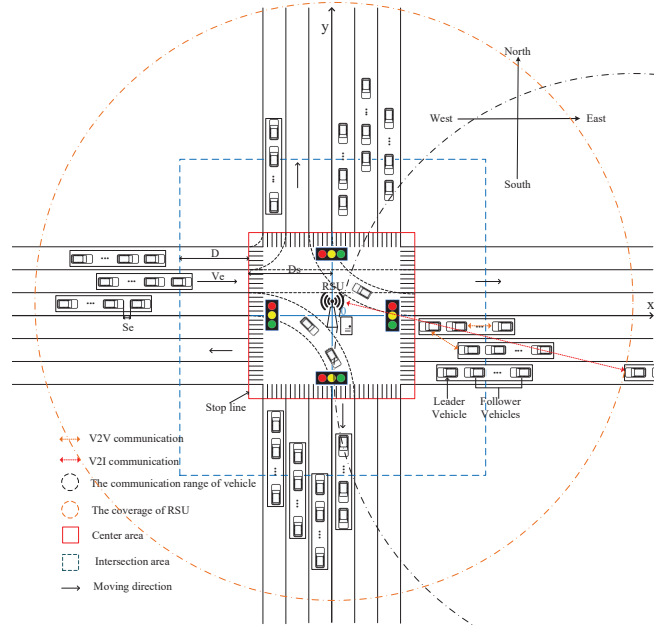 y
North
West
East
South
D
Ve
Ds
RSU
x
Se
Leader
Vehicle
Follower
Vehicles
Stop line
V2V communication
V2I communication
The communication range of vehicle
The coverage of RSU
Center area
Intersection area
Moving direction